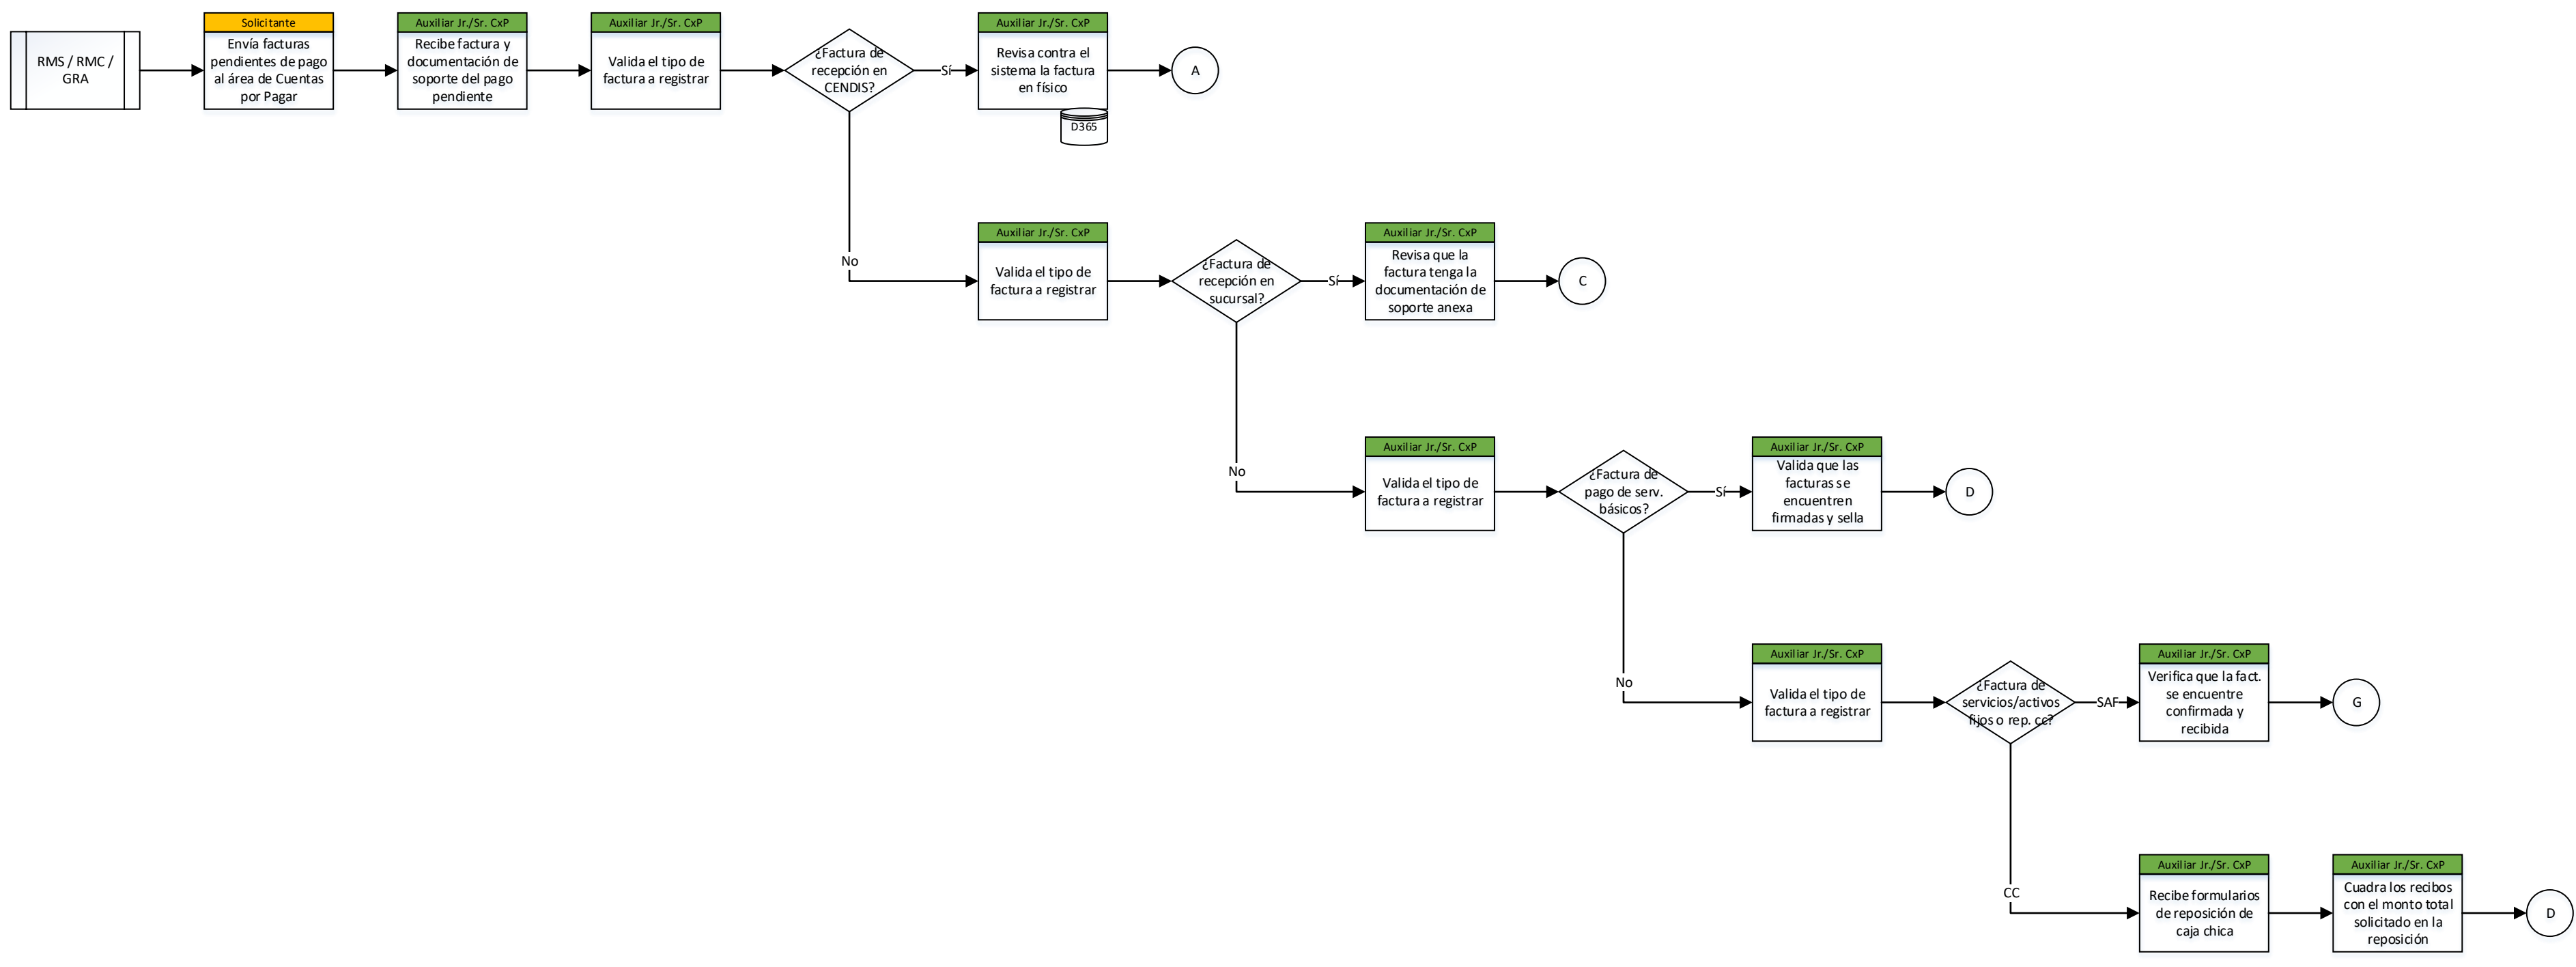 RMS / RMC /
GRA
Solicitante
Envía facturas
pendientes de pago
al área de Cuentas
por Pagar
Auxiliar Jr./Sr. CxP
Recibe factura y
documentación de
soporte del pago
pendiente
Auxiliar Jr./Sr. CxP
Valida el tipo de
factura a registrar
¿Factura de
recepción en
CENDIS?
Sí
Auxiliar Jr./Sr. CxP
Revisa contra el
sistema la factura
en físico
D365
A
No
Auxiliar Jr./Sr. CxP
Valida el tipo de
factura a registrar
¿Factura de
recepción en
sucursal?
Sí
Auxiliar Jr./Sr. CxP
Revisa que la
factura tenga la
documentación de
soporte anexa
C
No
Auxiliar Jr./Sr. CxP
Valida el tipo de
factura a registrar
¿Factura de
pago de serv.
básicos?
Sí
Auxiliar Jr./Sr. CxP
Valida que las
facturas se
encuentren
firmadas y sella
D
No
Auxiliar Jr./Sr. CxP
Valida el tipo de
factura a registrar
¿Factura de
servicios/activos
fijos o rep. cc?
SAF
Auxiliar Jr./Sr. CxP
Verifica que la fact.
se encuentre
confirmada y
recibida
G
CC
Auxiliar Jr./Sr. CxP
Recibe formularios
de reposición de
caja chica
Auxiliar Jr./Sr. CxP
Cuadra los recibos
con el monto total
solicitado en la
reposición
D